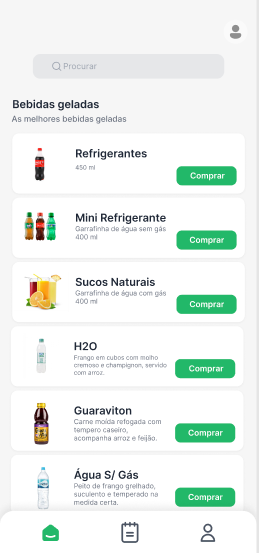 Procurar
Bebidas geladas
As melhores bebidas geladas
Refrigerantes
450 ml
Comprar
Mini Refrigerante
Garrafinha de água sem gás
400 ml
Comprar
Sucos Naturais
Garrafinha de água com gás
400 ml
Comprar
H2O
Frango em cubos com molho
cremoso e champignon, servido
com arroz.
Comprar
Guaraviton
Carne moída refogada com
tempero caseiro,
acompanha arroz e feijão.
Comprar
Água S/ Gás
Peito de frango grelhado,
suculento e temperado na
medida certa.
Comprar